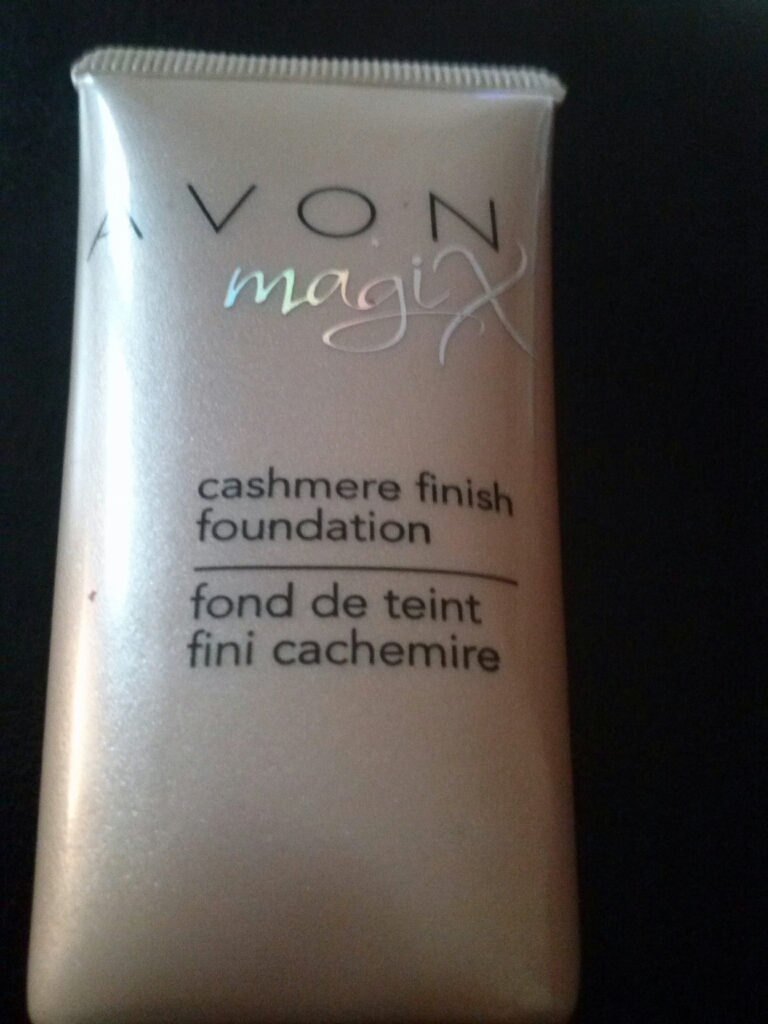 AVON
magiX
cashmere finish
foundation
fond de teint
fini cachemire